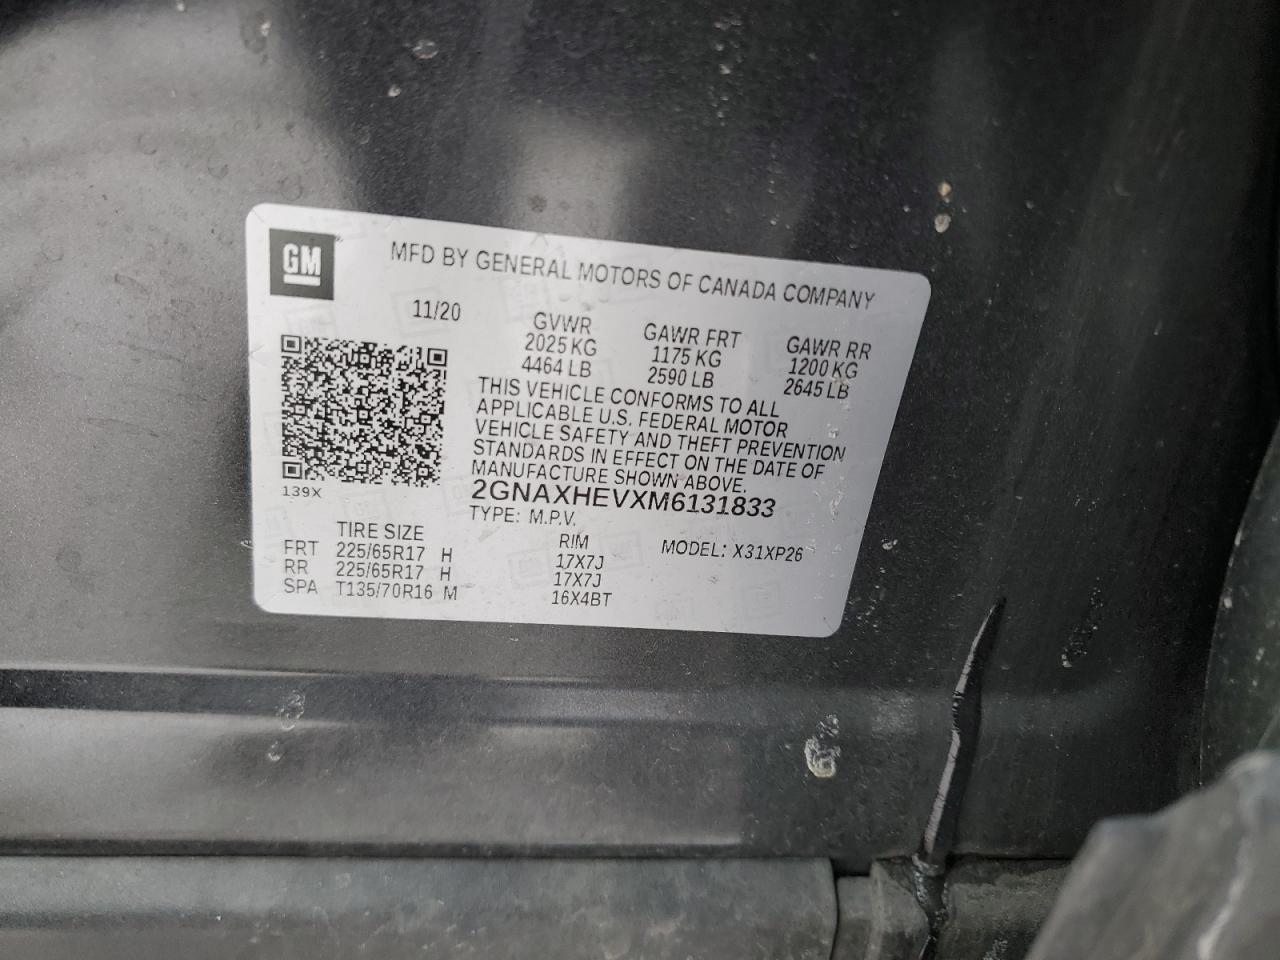 GM
MFD BY GENERAL MOTORS OF CANADA COMPANY
11/20
GVWR
2025 KG
4464 LB
GAWR FRT
1175 KG
2590 LB
GAWR RR
1200 KG
2645 LB
THIS VEHICLE CONFORMS TO ALL
APPLICABLE U.S. FEDERAL MOTOR
VEHICLE SAFETY AND THEFT PREVENTION
STANDARDS IN EFFECT ON THE DATE OF
MANUFACTURE SHOWN ABOVE.
2GNAXHEVXM6131833
139X
TYPE: M.P.V.
TIRE SIZE RIM MODEL: X31XP26
FRT 225/65R17 H 17X7J
RR 225/65R17 H 17X7J
SPA T135/70R16 M 16X4BT